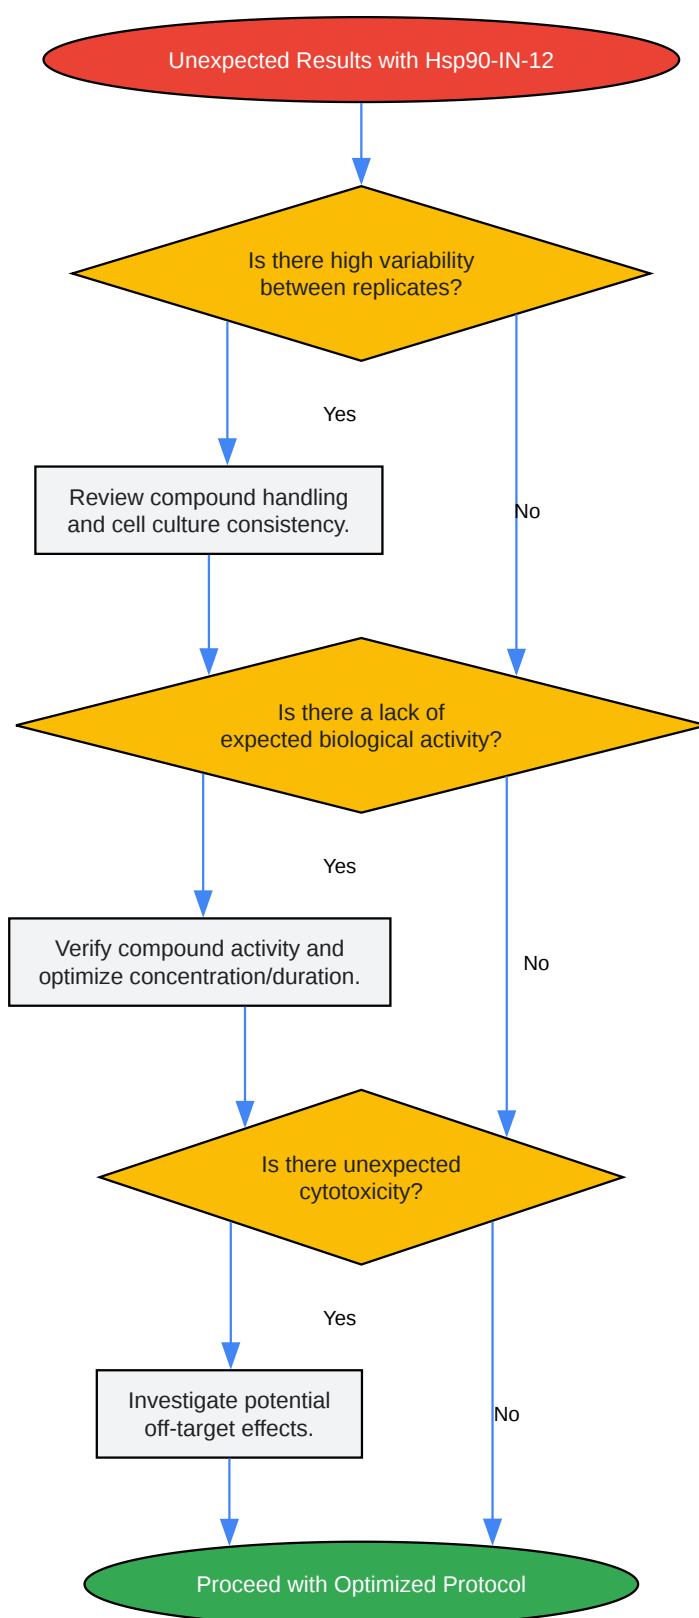 Unexpected Results with Hsp90-IN-12
Is there high variability
between replicates?
Yes
Review compound handling
and cell culture consistency.
No
Is there a lack of
expected biological activity?
Yes
Verify compound activity and
optimize concentration/duration.
No
Is there unexpected
cytotoxicity?
Yes
Investigate potential
off-target effects.
No
Proceed with Optimized Protocol